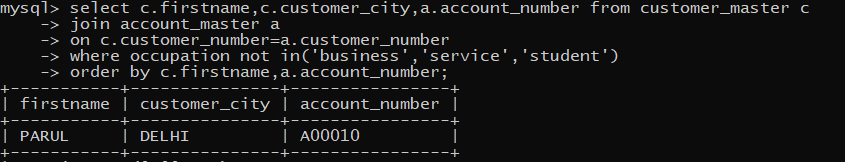 mysql> select c.firstname,c.customer_city,a.account_number from customer_master c
    -> join account_master a
    -> on c.customer_number=a.customer_number
    -> where occupation not in('business','service','student')
    -> order by c.firstname,a.account_number;
+-----------+---------------+----------------+
| firstname | customer_city | account_number |
+-----------+---------------+----------------+
| PARUL     | DELHI         | A00010         |
+-----------+---------------+----------------+